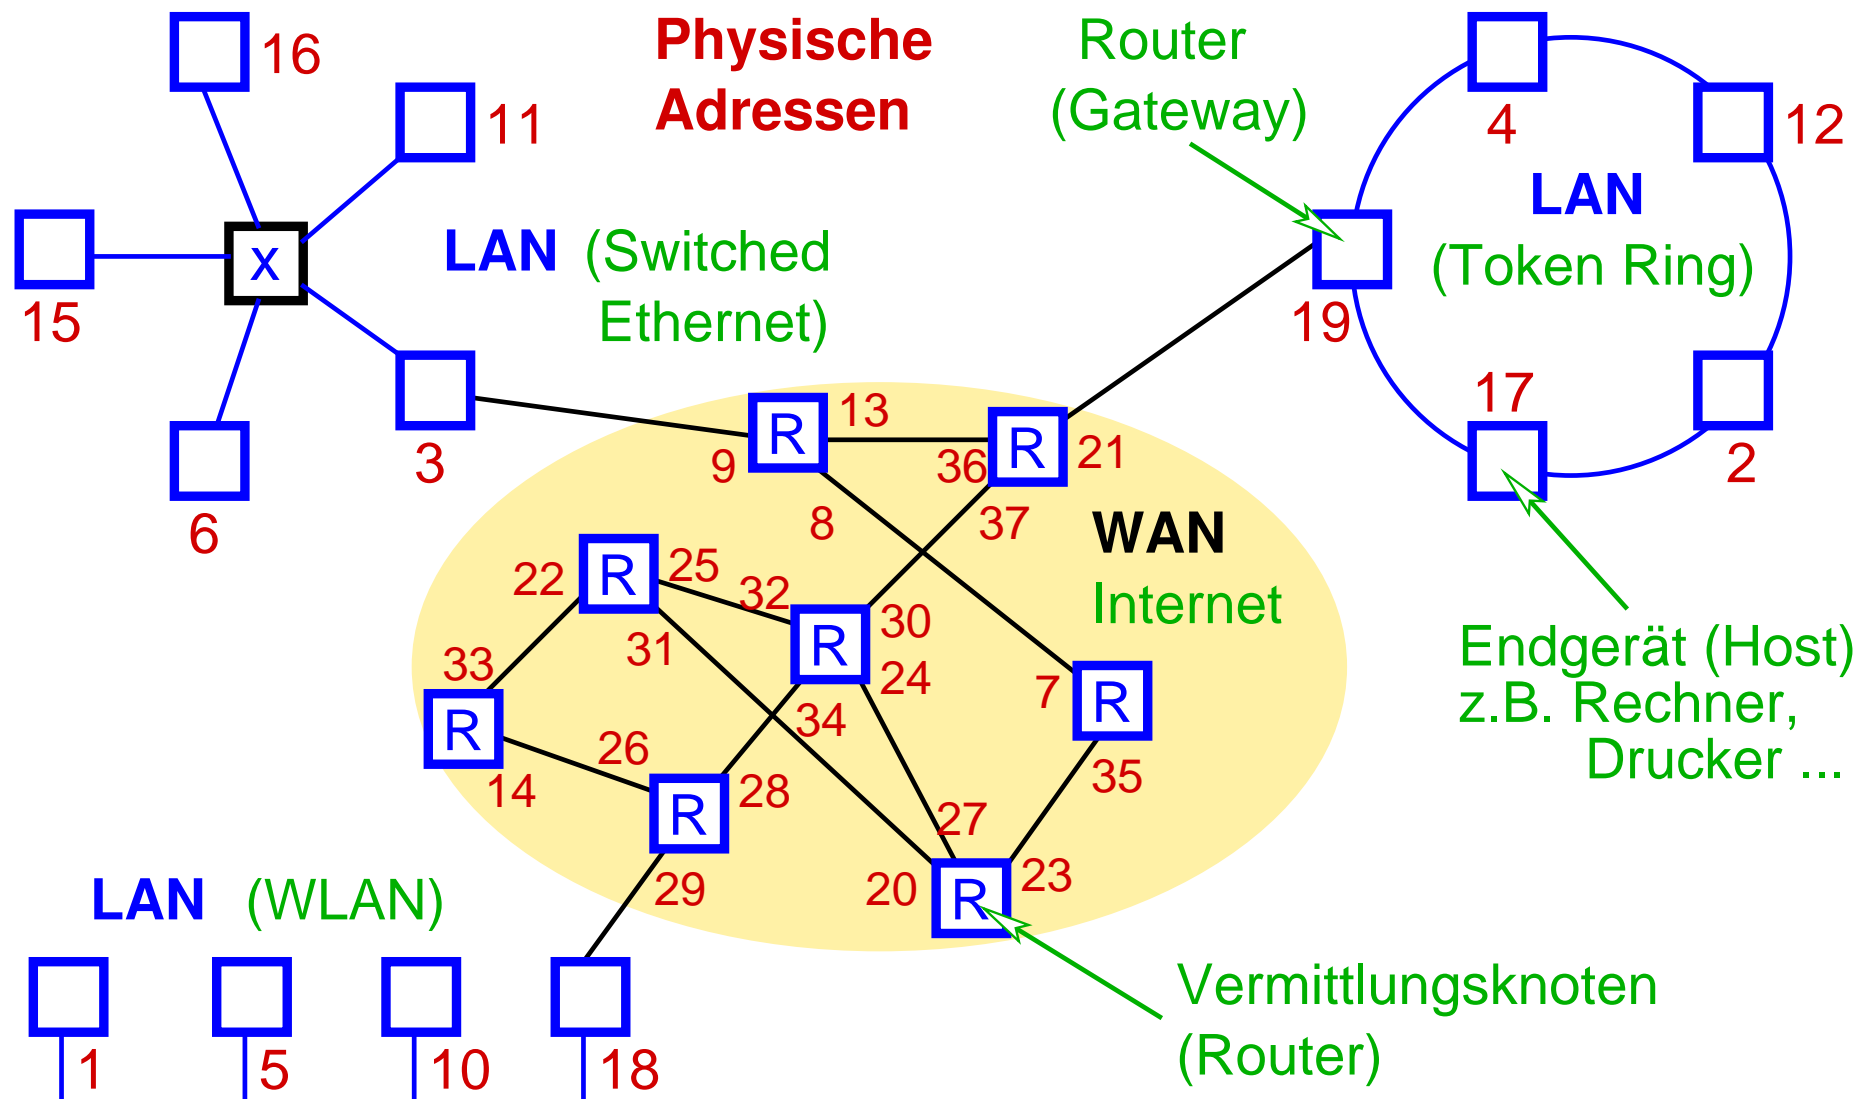 16
Physische
Adressen
Router
(Gateway)
4
12
11
LAN
(Token Ring)
x
LAN (Switched
Ethernet)
15
19
17
3
6
2
R
13
9
8
R
36
21
37
WAN
Internet
22
R
25
31
32
R
30
24
34
33
R
14
26
R
28
29
7
R
35
27
20
R
23
Endgerät (Host)
z.B. Rechner,
Drucker ...
LAN (WLAN)
Vermittlungsknoten
(Router)
1
5
10
18